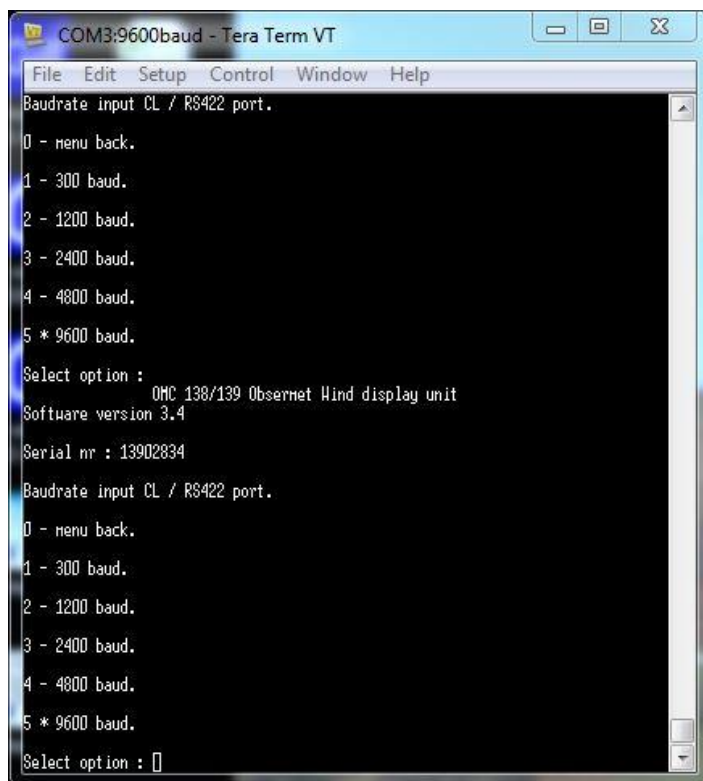 COM3:9600baud - Tera Term VT
File Edit Setup Control Window Help
Baudrate input CL / RS422 port.
0 - menu back.
1 - 300 baud.
2 - 1200 baud.
3 - 2400 baud.
4 - 4800 baud.
5 * 9600 baud.
Select option :
OMC 138/139 Obsermet Wind display unit
Software version 3.4
Serial nr : 13902834
Baudrate input CL / RS422 port.
0 - menu back.
1 - 300 baud.
2 - 1200 baud.
3 - 2400 baud.
4 - 4800 baud.
5 * 9600 baud.
Select option :